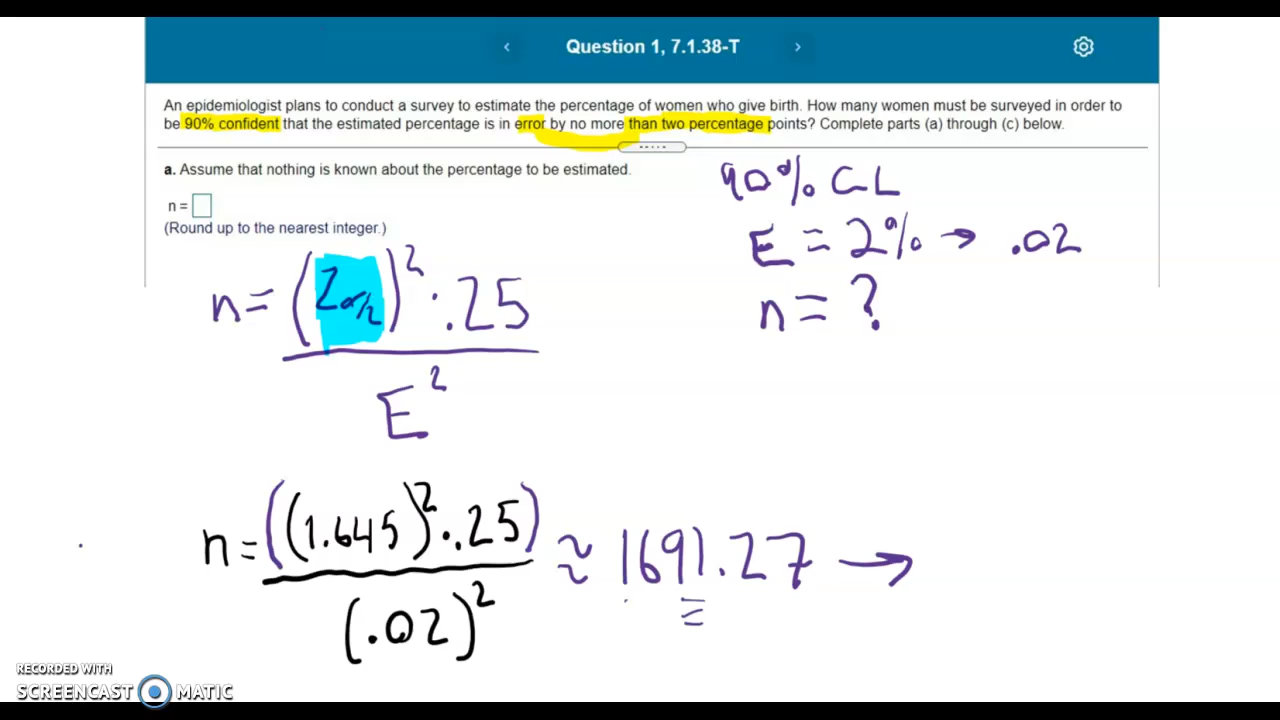 Question 1, 7.1.38-T
An epidemiologist plans to conduct a survey to estimate the percentage of women who give birth. How many women must be surveyed in order to
be 90% confident that the estimated percentage is in error by no more than two percentage points? Complete parts (a) through (c) below.
a. Assume that nothing is known about the percentage to be estimated.
n =
(Round up to the nearest integer.)
90% CL
E = 2% → .02
n = ?
n = (Zα/2)² · .25
E²
n = ((1.645)² · .25) ≈ 1691.27 →
(.02)²
RECORDED WITH
SCREENCAST MATIC